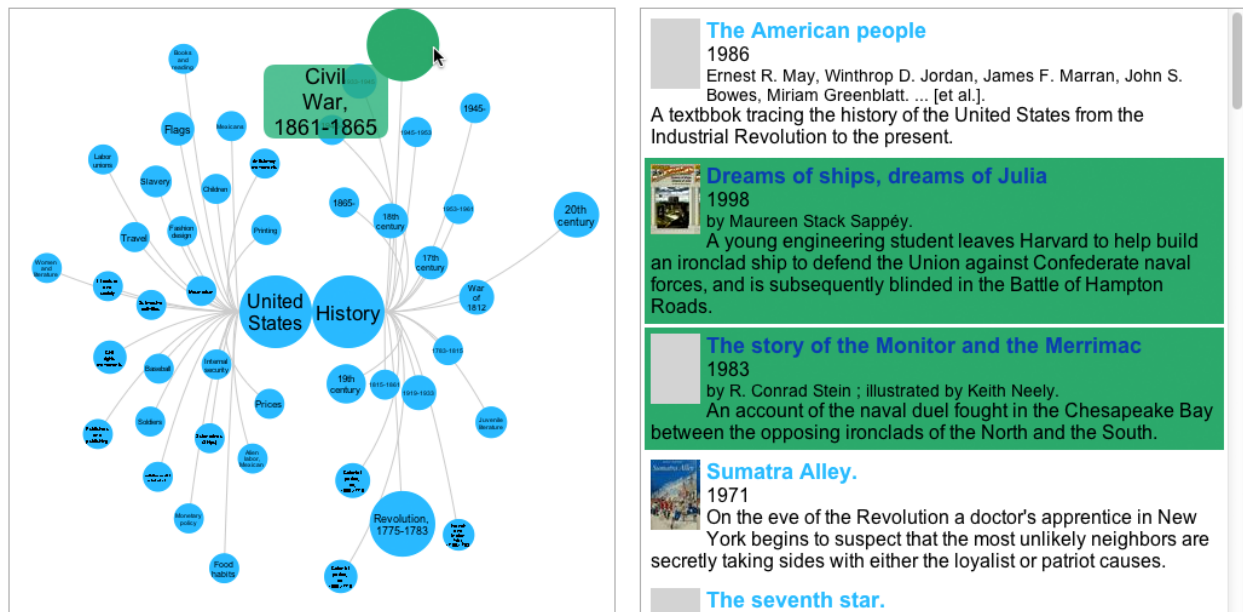 Books
and
reading
Civil
War,
1861-1865
1945-
Flags
Mexicans
1945-1953
Labor
unions
Slavery
Children
1865-
18th
century
1953-1961
20th
century
Travel
Fashion
design
Printing
17th
century
Women
and
literature
War
of
1812
United
States
History
1783-1815
Baseball
Internal
security
19th
century
1815-1861
1919-1933
Prices
Soldiers
Juvenile
literature
Alien
labor,
Mexican
Revolution,
1775-1783
Monetary
policy
Food
habits
The American people
1986
Ernest R. May, Winthrop D. Jordan, James F. Marran, John S.
Bowes, Miriam Greenblatt. ... [et al.].
A textbbok tracing the history of the United States from the
Industrial Revolution to the present.
Dreams of ships, dreams of Julia
1998
by Maureen Stack Sappéy.
A young engineering student leaves Harvard to help build
an ironclad ship to defend the Union against Confederate naval
forces, and is subsequently blinded in the Battle of Hampton
Roads.
The story of the Monitor and the Merrimac
1983
by R. Conrad Stein ; illustrated by Keith Neely.
An account of the naval duel fought in the Chesapeake Bay
between the opposing ironclads of the North and the South.
Sumatra Alley.
1971
On the eve of the Revolution a doctor's apprentice in New
York begins to suspect that the most unlikely neighbors are
secretly taking sides with either the loyalist or patriot causes.
The seventh star.